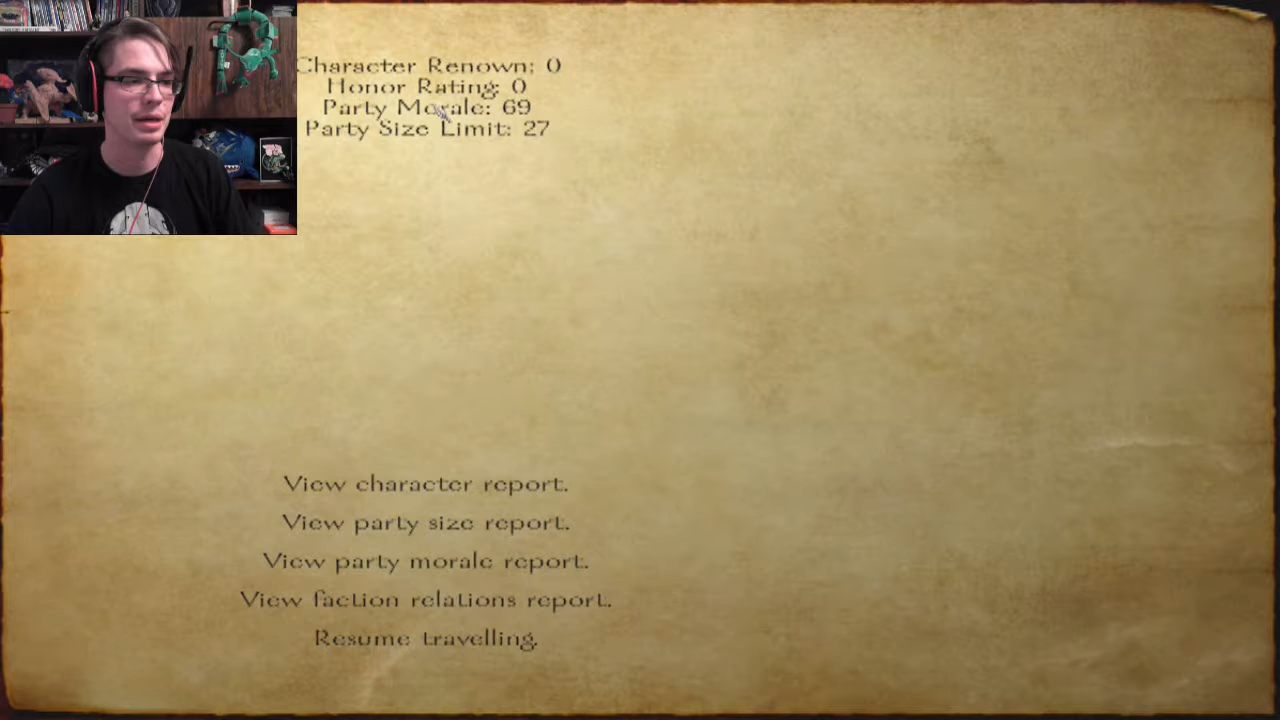 Character Renown: 0
Honor Rating: 0
Party Morale: 69
Party Size Limit: 27
View character report.
View party size report.
View party morale report.
View faction relations report.
Resume travelling.